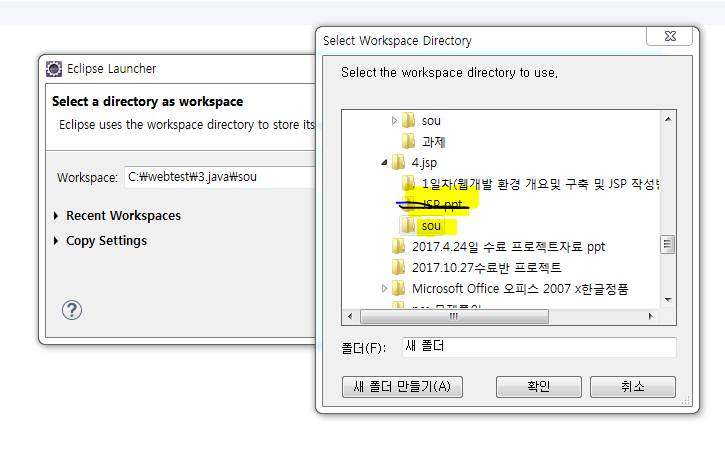 Eclipse Launcher
Select a directory as workspace
Eclipse uses the workspace directory to store its
Workspace: C:₩webtest₩3.java₩sou
Recent Workspaces
Copy Settings
?
Select Workspace Directory
Select the workspace directory to use.
sou
과제
4.jsp
1일차(웹개발 환경 개요및 구축 및 JSP 작성
JSP.ppt
sou
2017.4.24일 수료 프로젝트자료 ppt
2017.10.27수료반 프로젝트
Microsoft Office 오피스 2007 x한글정품
폴더(F): 새 폴더
새 폴더 만들기(A) 확인 취소